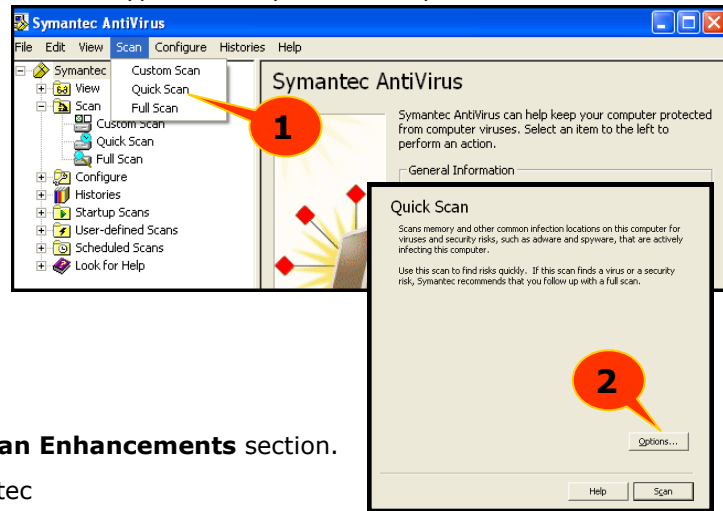 Symantec AntiVirus
File Edit View Scan Configure Histories Help
Symantec
View
Scan
Custom Scan
Quick Scan
Full Scan
Configure
Histories
Startup Scans
User-defined Scans
Scheduled Scans
Look for Help
Custom Scan
Quick Scan
Full Scan
1
Symantec AntiVirus
Symantec AntiVirus can help keep your computer protected
from computer viruses. Select an item to the left to
perform an action.
General Information
Quick Scan
Scans memory and other common infection locations on this computer for
viruses and security risks, such as adware and spyware, that are actively
infecting this computer.
Use this scan to find risks quickly. If this scan finds a virus or a security
risk, Symantec recommends that you follow up with a full scan.
2
Options...
Help Scan
an Enhancements section.
tec